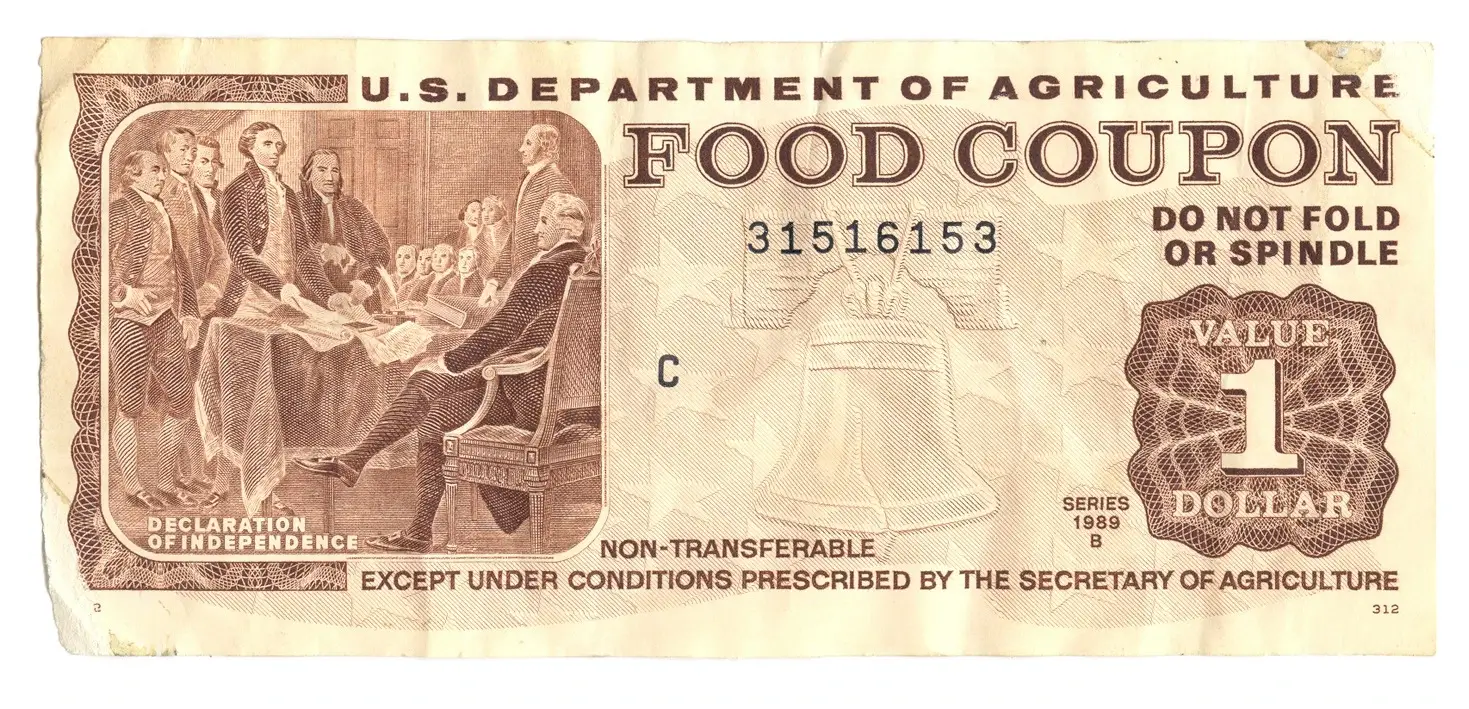 U.S. DEPARTMENT OF AGRICULTURE
FOOD COUPON
31516153
DO NOT FOLD
OR SPINDLE
C
VALUE
1
DOLLAR
SERIES
1989
B
DECLARATION
OF INDEPENDENCE
NON-TRANSFERABLE
EXCEPT UNDER CONDITIONS PRESCRIBED BY THE SECRETARY OF AGRICULTURE
2
312